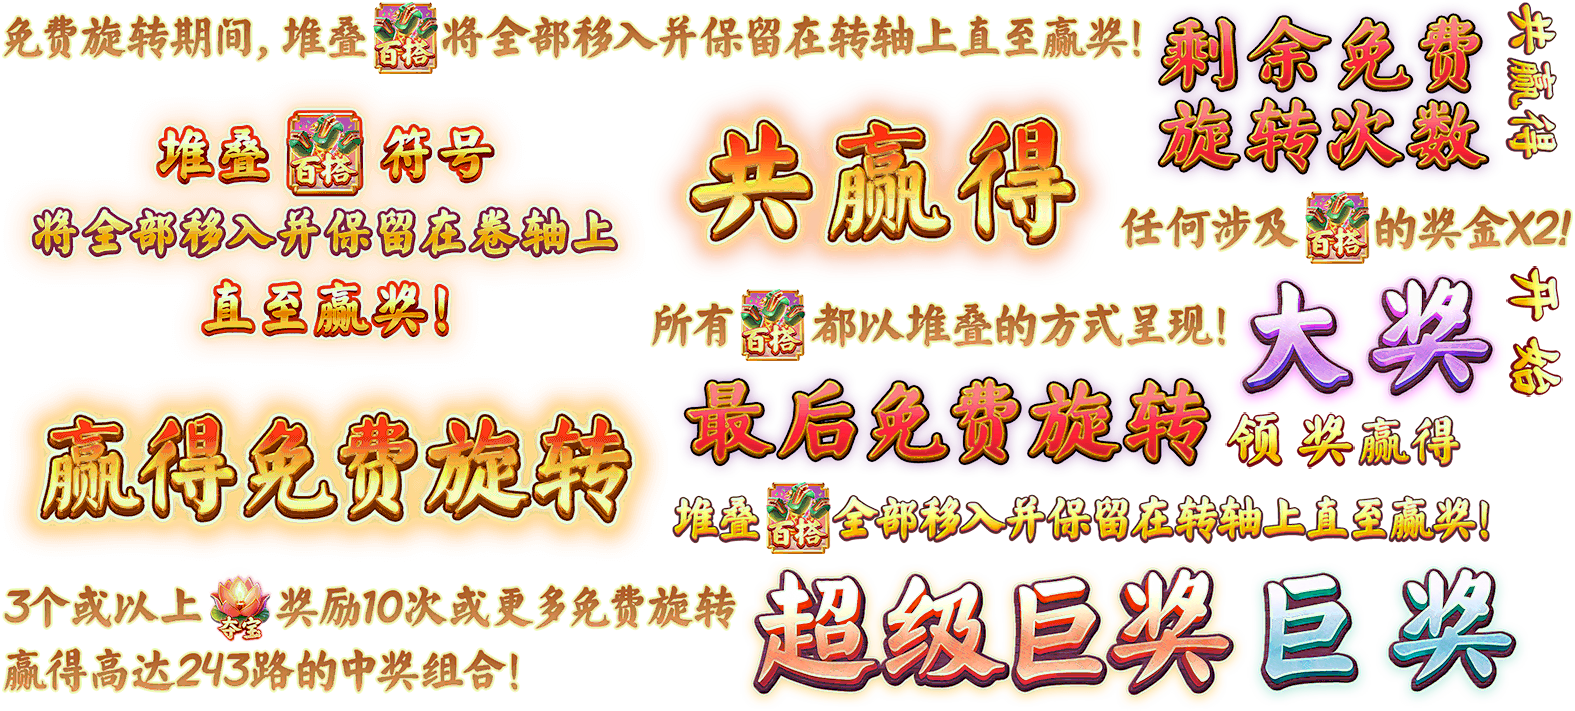 免费旋转期间，堆叠百搭将全部移入并保留在转轴上直至赢奖！
堆叠百搭符号
将全部移入并保留在卷轴上
直至赢奖！
共赢得
剩余免费
旋转次数
共赢得
任何涉及百搭的奖金X2!
所有百搭都以堆叠的方式呈现！
大奖
开始
赢得免费旋转
最后免费旋转
领奖
赢得
堆叠百搭全部移入并保留在转轴上直至赢奖！
3个或以上夺宝奖励10次或更多免费旋转
赢得高达243路的中奖组合！
超级巨奖
巨奖